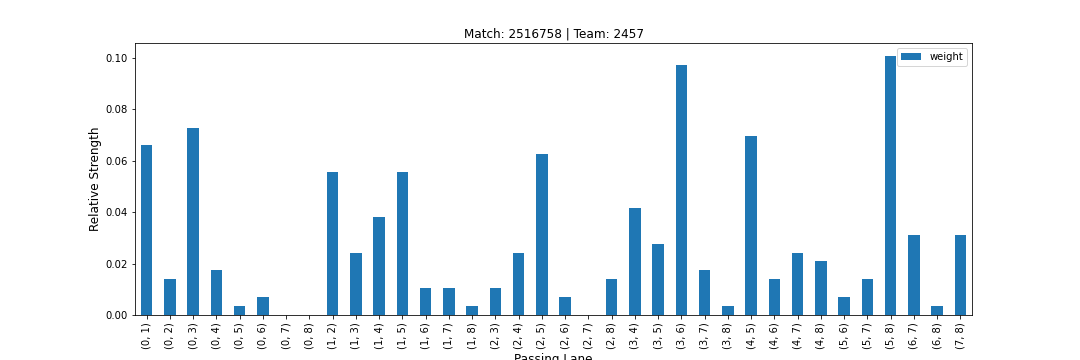 Match: 2516758 | Team: 2457
weight
Relative Strength
0.10
0.08
0.06
0.04
0.02
0.00
(0, 1) (0, 2) (0, 3) (0, 4) (0, 5) (0, 6) (0, 7) (0, 8) (1, 2) (1, 3) (1, 4) (1, 5) (1, 6) (1, 7) (1, 8) (2, 3) (2, 4) (2, 5) (2, 6) (2, 7) (2, 8) (3, 4) (3, 5) (3, 6) (3, 7) (3, 8) (4, 5) (4, 6) (4, 7) (4, 8) (5, 6) (5, 7) (5, 8) (6, 7) (6, 8) (7, 8)
Passing Lane